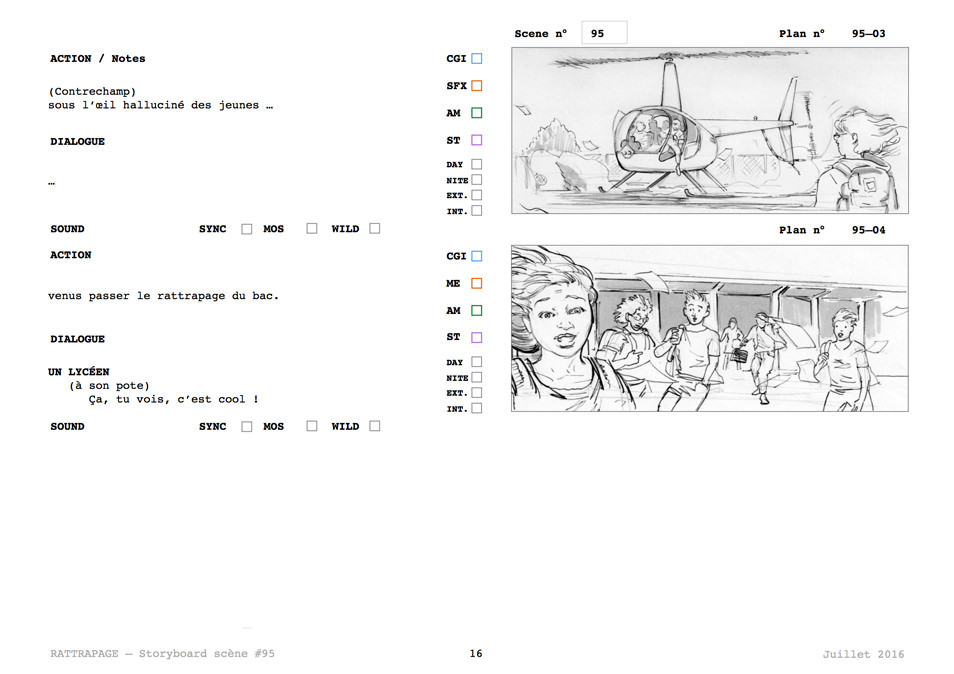 Scene nº 95 Plan nº 95—03
ACTION / Notes
CGI
(Contrechamp)
SFX
sous l'œil halluciné des jeunes …
AM
DIALOGUE
ST
DAY
…
NITE
EXT.
INT.
SOUND SYNC MOS WILD
Plan nº 95—04
ACTION
CGI
ME
venus passer le rattrapage du bac.
AM
DIALOGUE
ST
DAY
UN LYCÉEN
NITE
(à son pote)
EXT.
Ça, tu vois, c'est cool !
INT.
SOUND SYNC MOS WILD
RATTRAPAGE — Storyboard scène #95 16 Juillet 2016